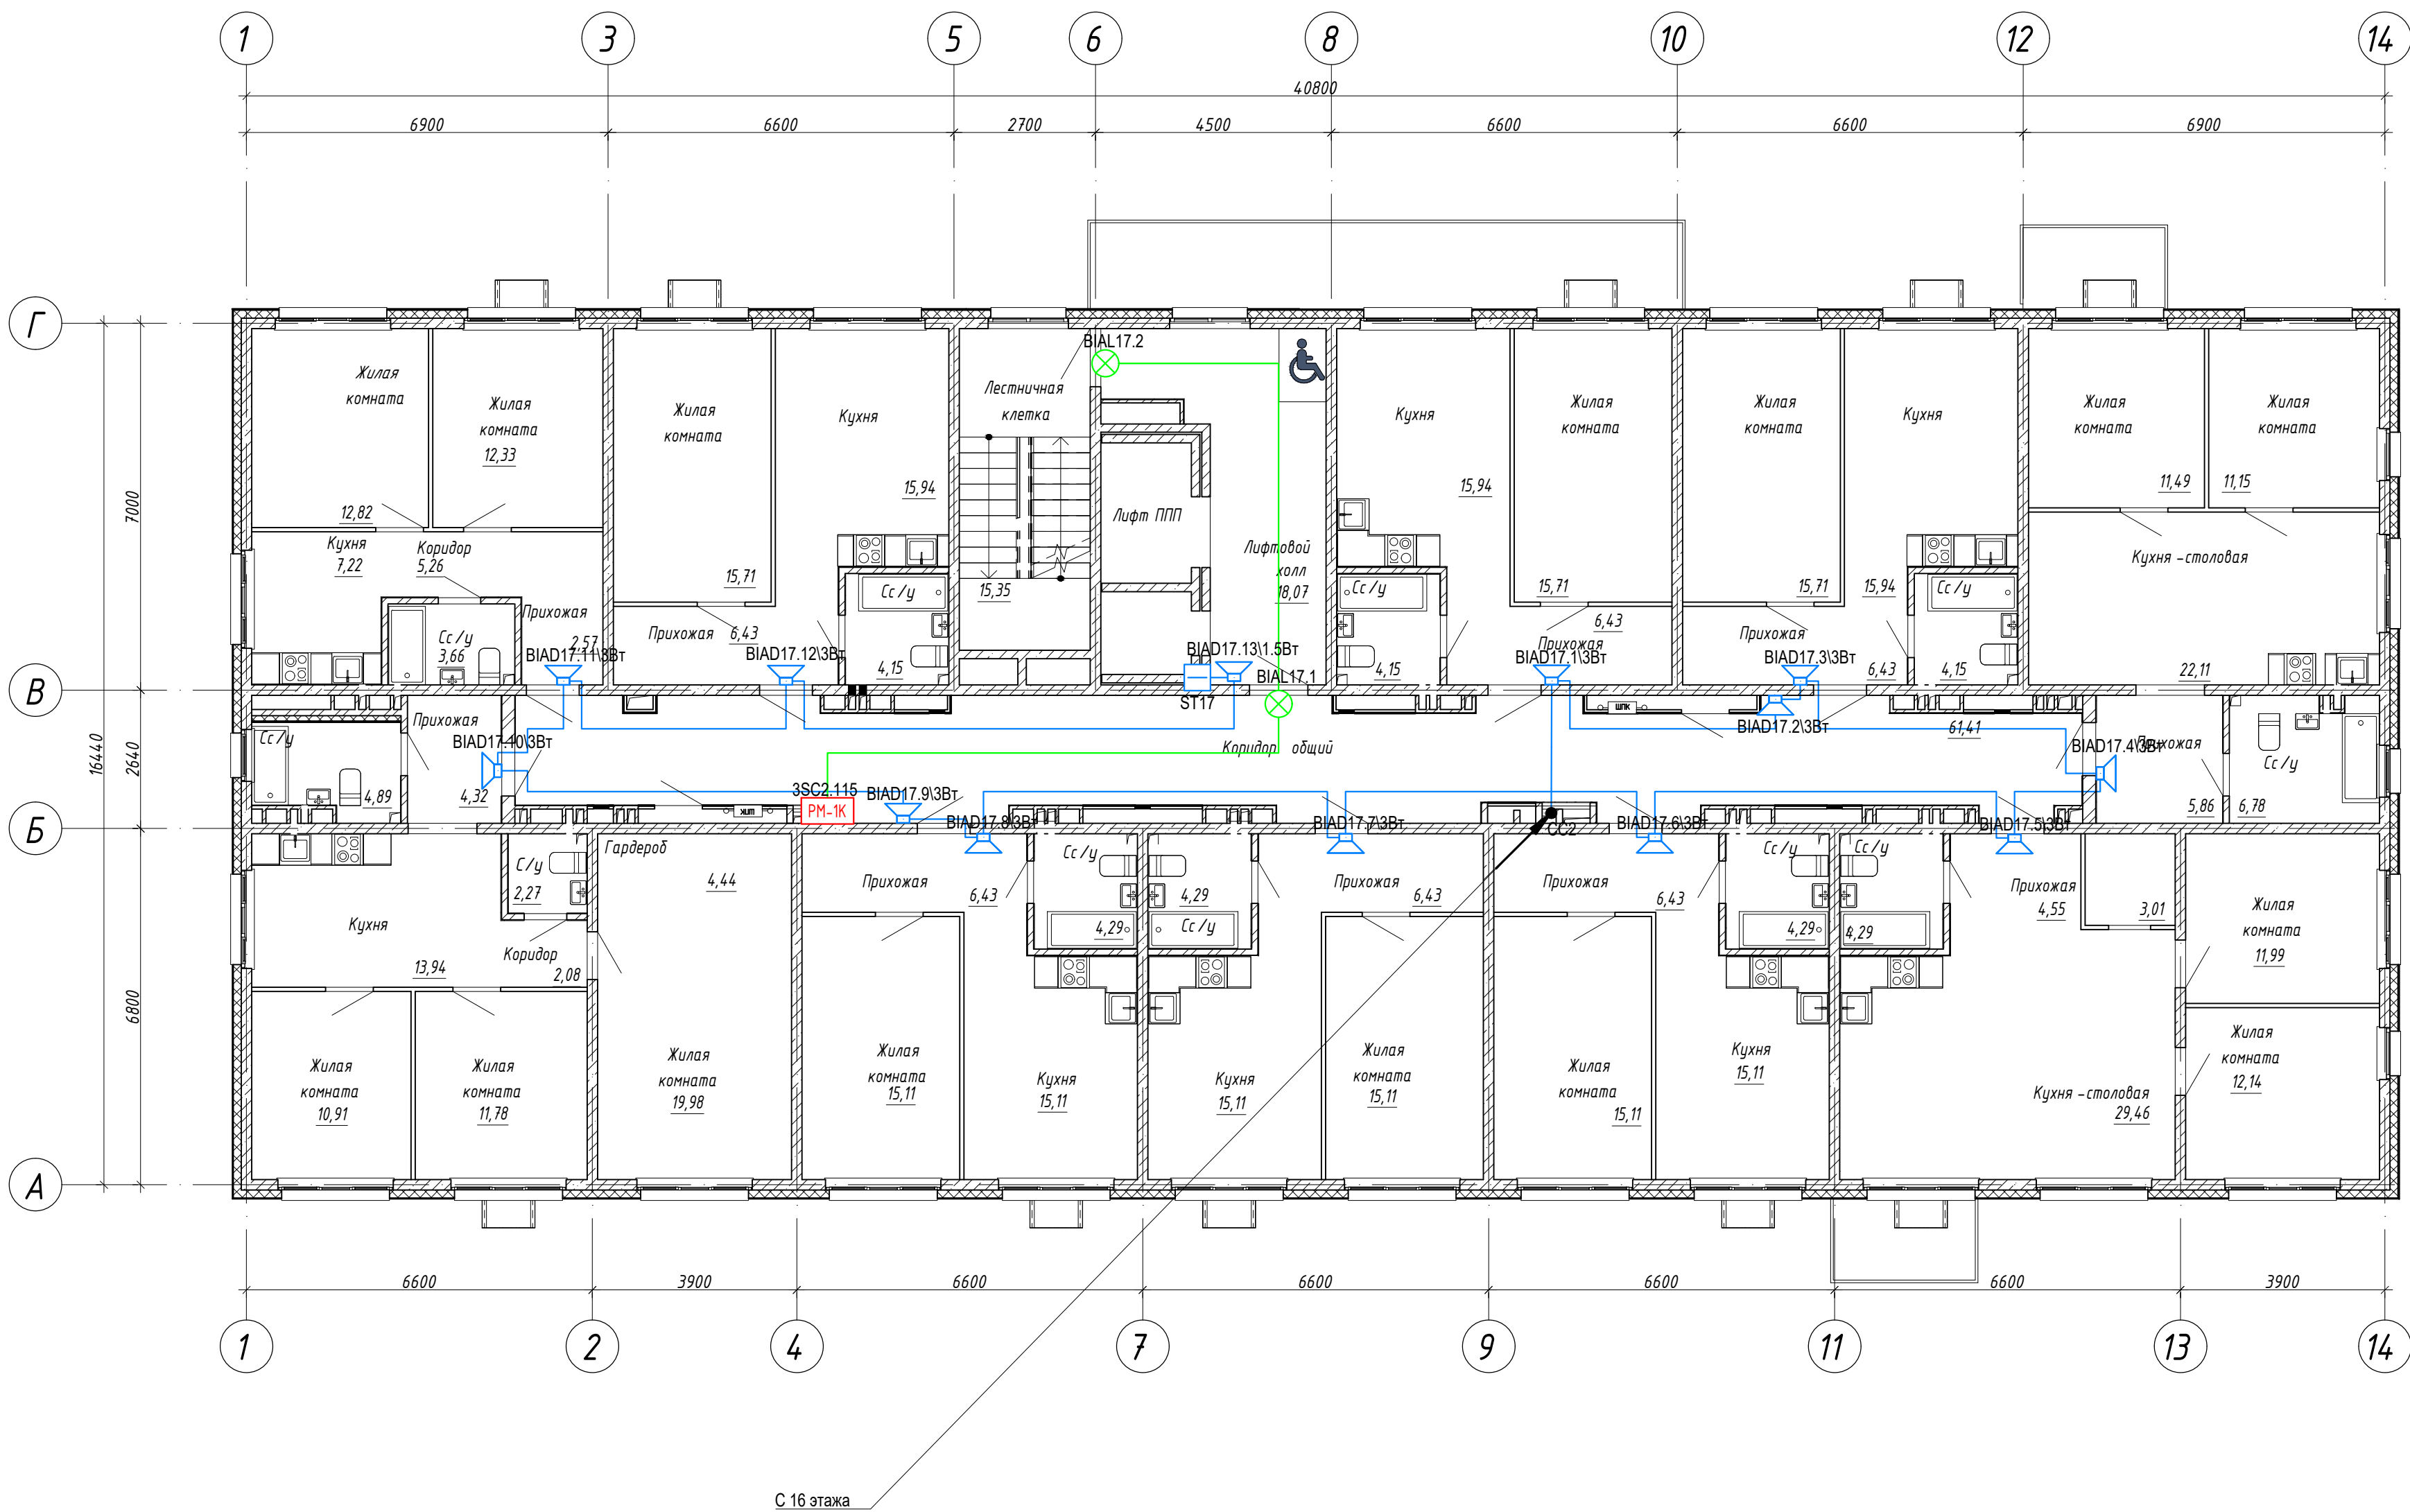 1
3
5
6
8
10
12
14
40800
6900
6600
2700
4500
6600
6600
6900
Г
В
Б
А
16440
7000
2640
6800
Жилая
комната
12,82
Жилая
комната
12,33
Жилая
комната
15,71
Кухня
15,94
Лестничная
клетка
15,35
BIAL17.2
Лифт ППП
Лифтовой
холл
18,07
Кухня
15,94
Жилая
комната
15,71
Жилая
комната
15,71
Кухня
15,94
Жилая
комната
11,49
Жилая
комната
11,15
Кухня
7,22
Коридор
5,26
Прихожая
2,57
Сс/у
3,66
Прихожая
6,43
Сс/у
4,15
Сс/у
4,15
Прихожая
6,43
Прихожая
6,43
Сс/у
4,15
Кухня-столовая
22,11
BIAD17.11\3Вт
BIAD17.12\3Вт
BIAD17.13\1.5Вт
BIAL17.1
ST17
BIAD17.1\3Вт
BIAD17.3\3Вт
BIAD17.2\3Вт
ШПК
61,41
Сс/у
4,89
Прихожая
4,32
BIAD17.10\3Вт
Коридор общий
BIAD17.4\3Вт
Прихожая
5,86
Сс/у
6,78
ШПК
3SC2.115
РМ-1К
BIAD17.9\3Вт
BIAD17.8\3Вт
BIAD17.7\3Вт
СС2
BIAD17.6\3Вт
BIAD17.5\3Вт
С/у
2,27
Гардероб
4,44
Кухня
13,94
Коридор
2,08
Прихожая
6,43
Сс/у
4,29
4,29
Сс/у
Прихожая
6,43
Прихожая
6,43
Сс/у
4,29
Сс/у
4,29
Прихожая
4,55
3,01
Жилая
комната
11,99
Жилая
комната
10,91
Жилая
комната
11,78
Жилая
комната
19,98
Жилая
комната
15,11
Кухня
15,11
Кухня
15,11
Жилая
комната
15,11
Жилая
комната
15,11
Кухня
15,11
Кухня-столовая
29,46
Жилая
комната
12,14
6600
3900
6600
6600
6600
6600
3900
1
2
4
7
9
11
13
14
С 16 этажа